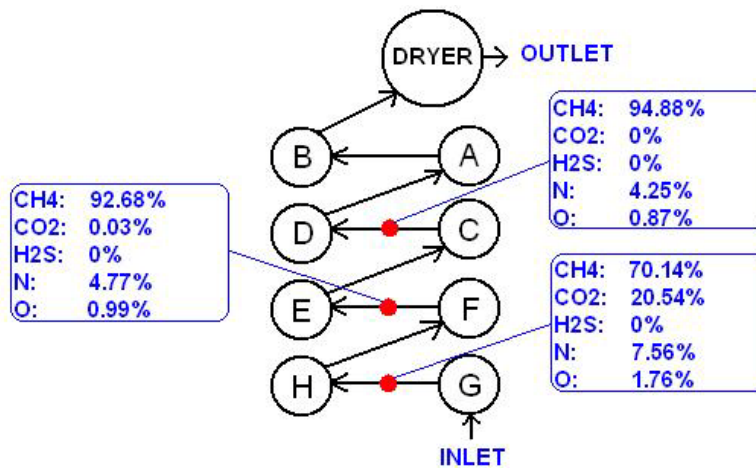 DRYER
OUTLET
CH4: 94.88%
CO2: 0%
H2S: 0%
N: 4.25%
O: 0.87%
B
A
CH4: 92.68%
CO2: 0.03%
H2S: 0%
N: 4.77%
O: 0.99%
D
C
E
F
CH4: 70.14%
CO2: 20.54%
H2S: 0%
N: 7.56%
O: 1.76%
H
G
INLET